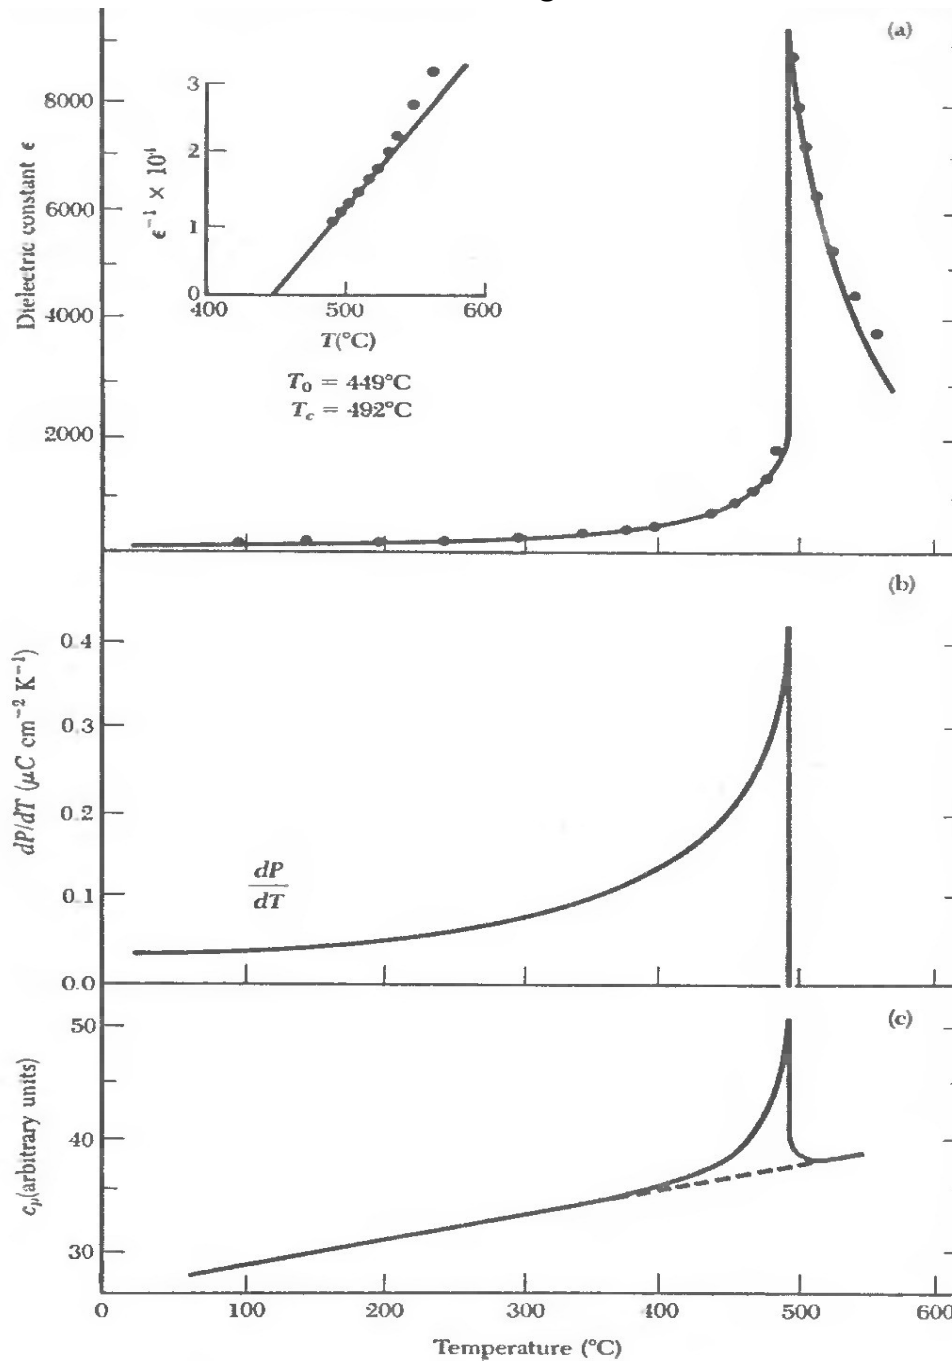 (a)
Dielectric constant ϵ
8000
6000
4000
2000
ϵ⁻¹ × 10⁴
3
2
1
0
400
500
600
T(°C)
T₀ = 449°C
T_c = 492°C
(b)
dP/dT (μC cm⁻² K⁻¹)
0.4
0.3
0.2
0.1
0.0
dP
dT
(c)
c_p(arbitrary units)
50
40
30
0
100
200
300
400
500
600
Temperature (°C)